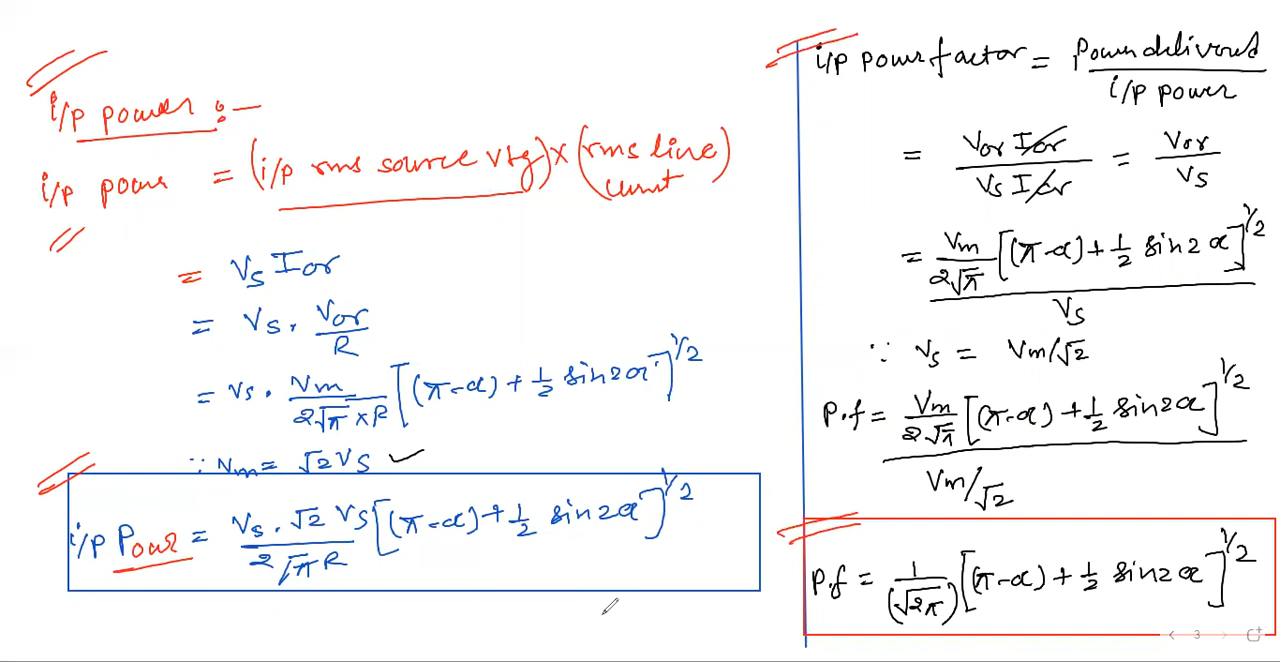 i/p power :-
i/p power = (i/p rms source vtg) × (rms line
current)
= Vs Ior
= Vs . Vor/R
= Vs . Vm/(2√π × R) [(π-α) + 1/2 sin2α]^1/2
∵ Vm = √2 Vs ✓
i/p Power = Vs . √2 Vs/(2√π R) [(π-α) + 1/2 sin2α]^1/2
i/p power factor = Power delivered/i/p power
= Vor Ior/Vs Ior = Vor/Vs
= Vm/(2√π) [(π-α) + 1/2 sin2α]^1/2 / Vs
∵ Vs = Vm/√2
P.f = Vm/(2√π) [(π-α) + 1/2 sin2α]^1/2 / Vm/√2
P.f = 1/(√2π) [(π-α) + 1/2 sin2α]^1/2
< 3 >